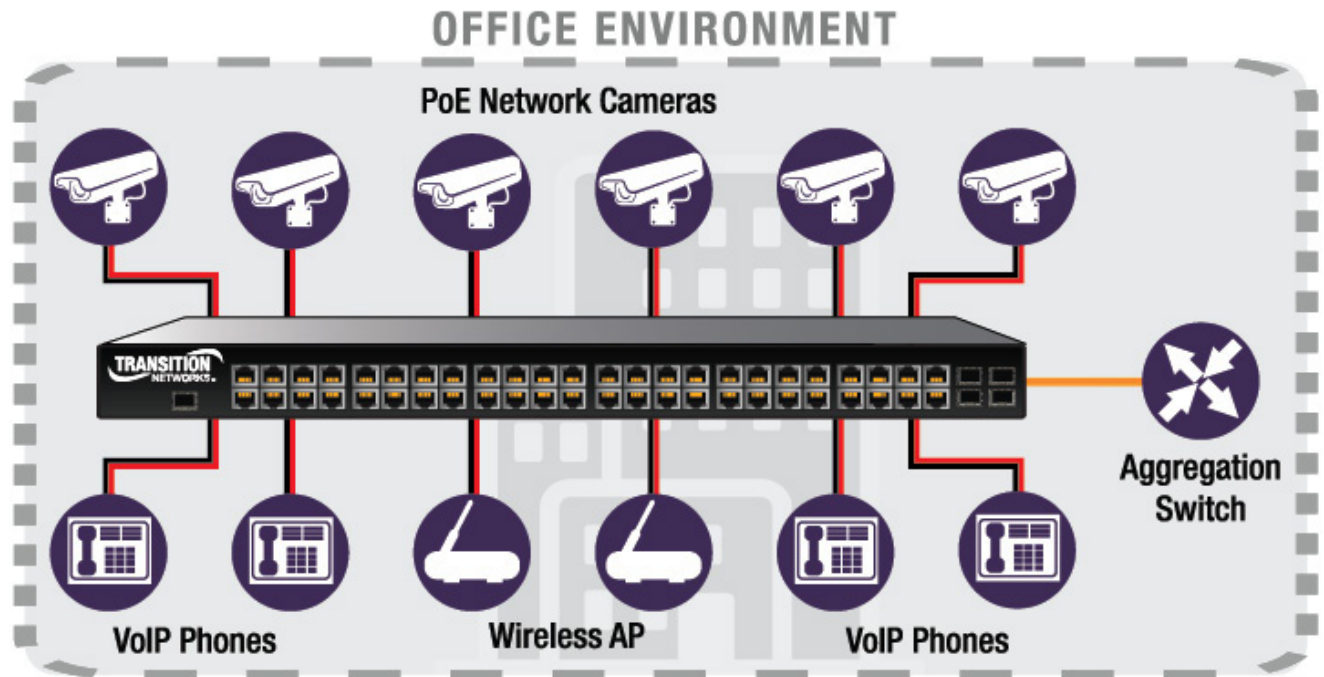 OFFICE ENVIRONMENT
PoE Network Cameras
TRANSITION
NETWORKS
Aggregation
Switch
VoIP Phones
Wireless AP
VoIP Phones